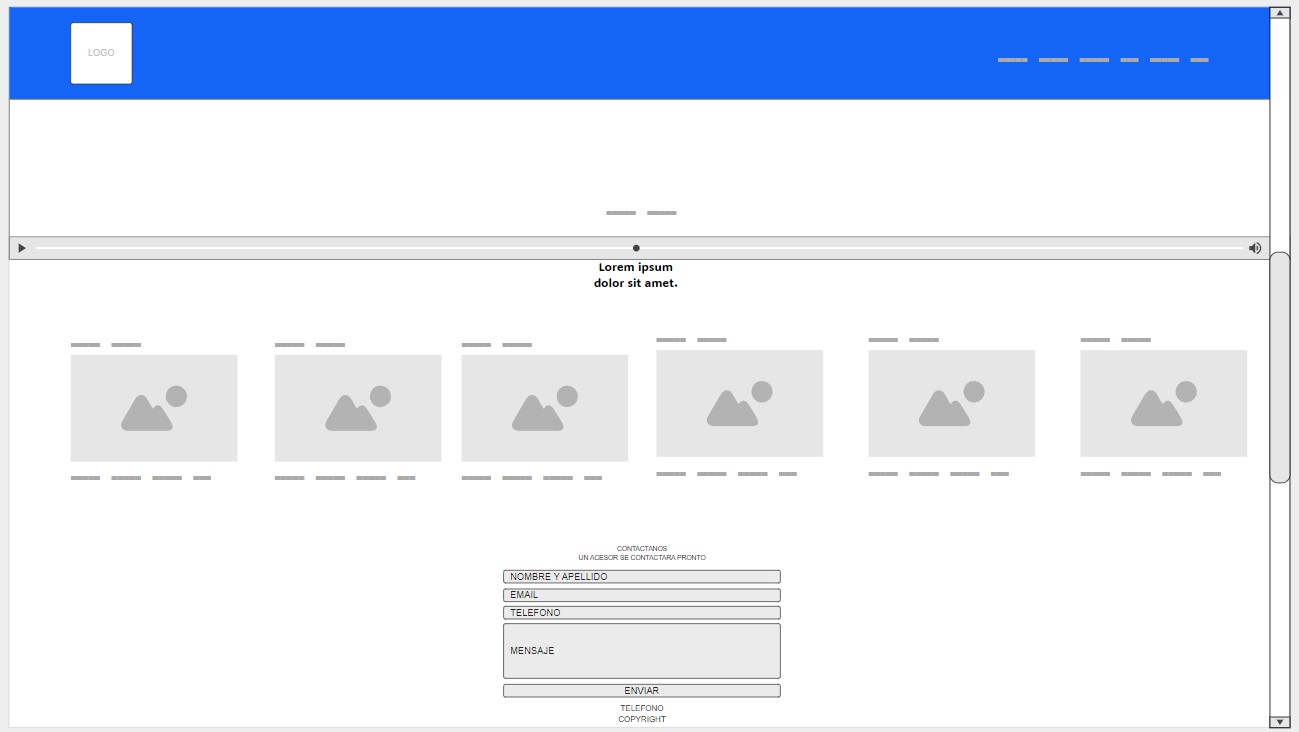 LOGO
Lorem ipsum
dolor sit amet.
CONTACTANOS
UN ACESOR SE CONTACTARA PRONTO
NOMBRE Y APELLIDO
EMAIL
TELEFONO
MENSAJE
ENVIAR
TELEFONO
COPYRIGHT